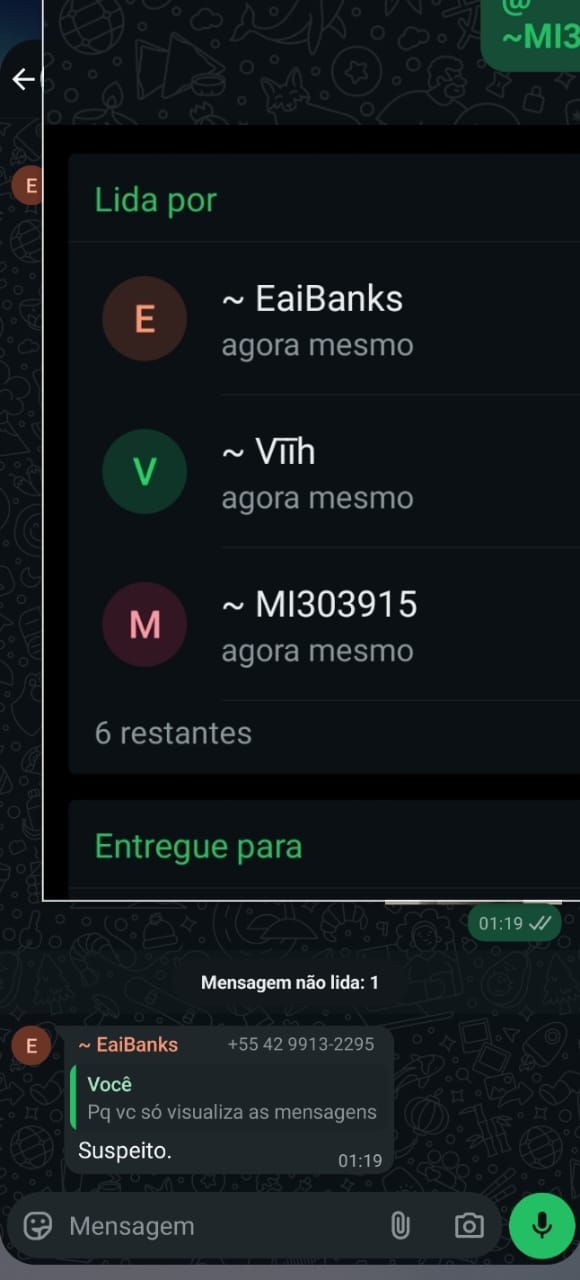 @
~MI3
E
Lida por
E
~ EaiBanks
agora mesmo
V
~ Vīīh
agora mesmo
M
~ MI303915
agora mesmo
6 restantes
Entregue para
01:19
Mensagem não lida: 1
E
~ EaiBanks +55 42 9913-2295
Você
Pq vc só visualiza as mensagens
Suspeito.
01:19
Mensagem